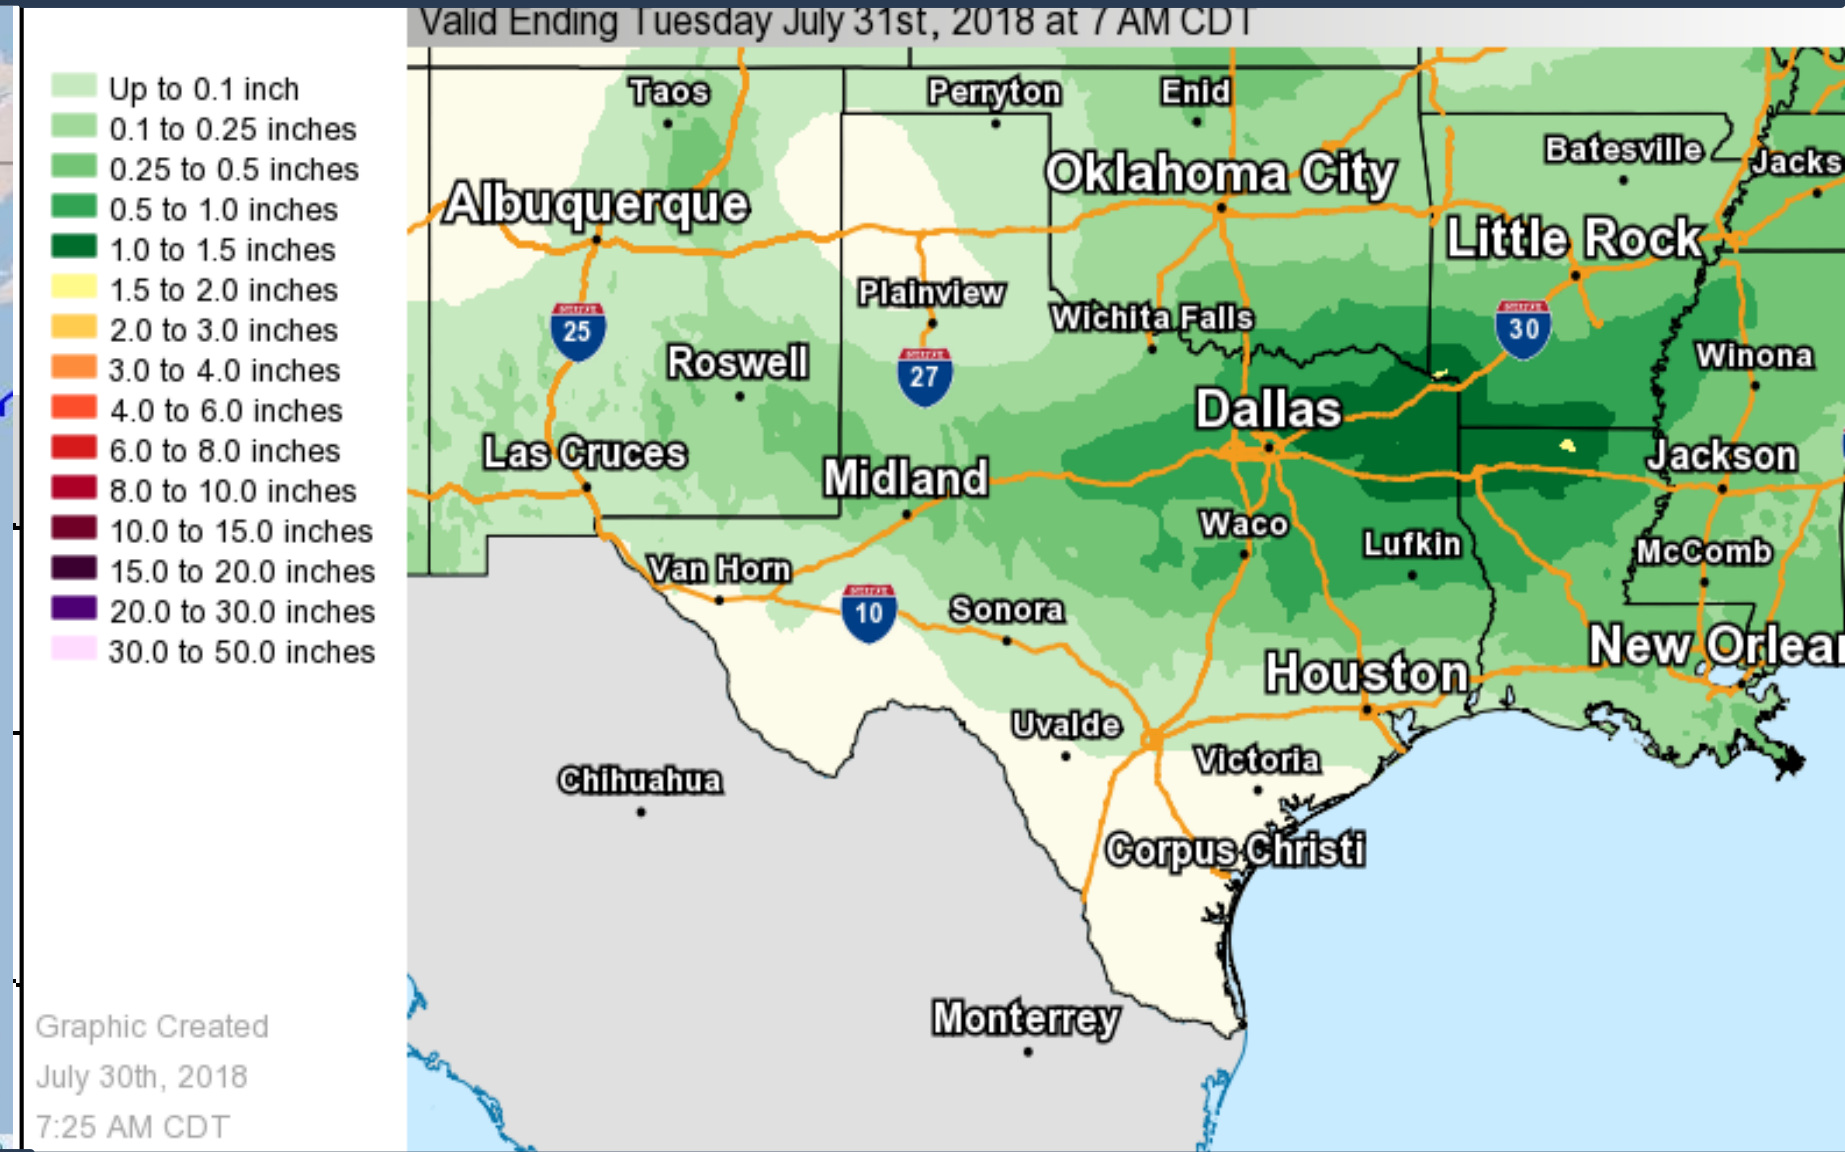 Valid Ending Tuesday July 31st, 2018 at 7 AM CDT
Up to 0.1 inch
0.1 to 0.25 inches
0.25 to 0.5 inches
0.5 to 1.0 inches
1.0 to 1.5 inches
1.5 to 2.0 inches
2.0 to 3.0 inches
3.0 to 4.0 inches
4.0 to 6.0 inches
6.0 to 8.0 inches
8.0 to 10.0 inches
10.0 to 15.0 inches
15.0 to 20.0 inches
20.0 to 30.0 inches
30.0 to 50.0 inches
Graphic Created
July 30th, 2018
7:25 AM CDT
Taos
Perryton
Enid
Batesville
Jacks
Oklahoma City
Albuquerque
Little Rock
Plainview
Wichita Falls
25
30
Roswell
27
Winona
Dallas
Las Cruces
Midland
Jackson
Waco
Lufkin
McComb
Van Horn
10
Sonora
New Orlear
Houston
Uvalde
Victoria
Chihuahua
Corpus Christi
Monterrey